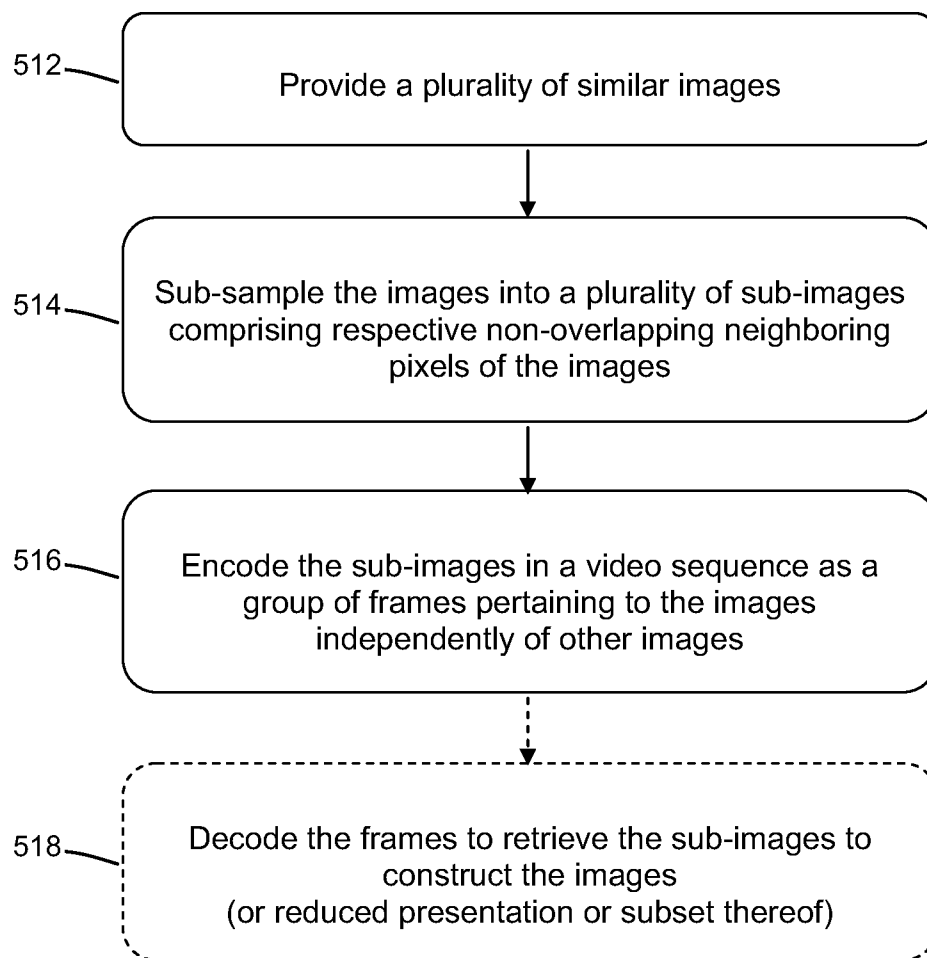 512
Provide a plurality of similar images
514
Sub-sample the images into a plurality of sub-images
comprising respective non-overlapping neighboring
pixels of the images
516
Encode the sub-images in a video sequence as a
group of frames pertaining to the images
independently of other images
518
Decode the frames to retrieve the sub-images to
construct the images
(or reduced presentation or subset thereof)